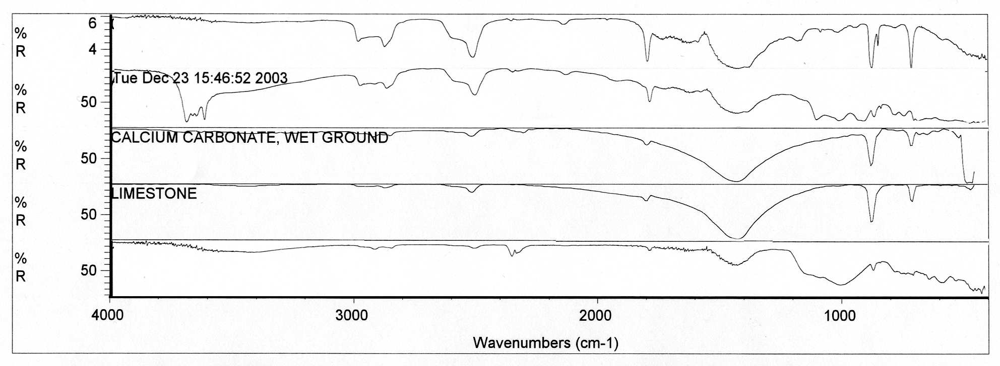 %
R
6
4
Tue Dec 23 15:46:52 2003
%
R
50
CALCIUM CARBONATE, WET GROUND
%
R
50
LIMESTONE
%
R
50
%
R
50
4000 3000 2000 1000
Wavenumbers (cm-1)